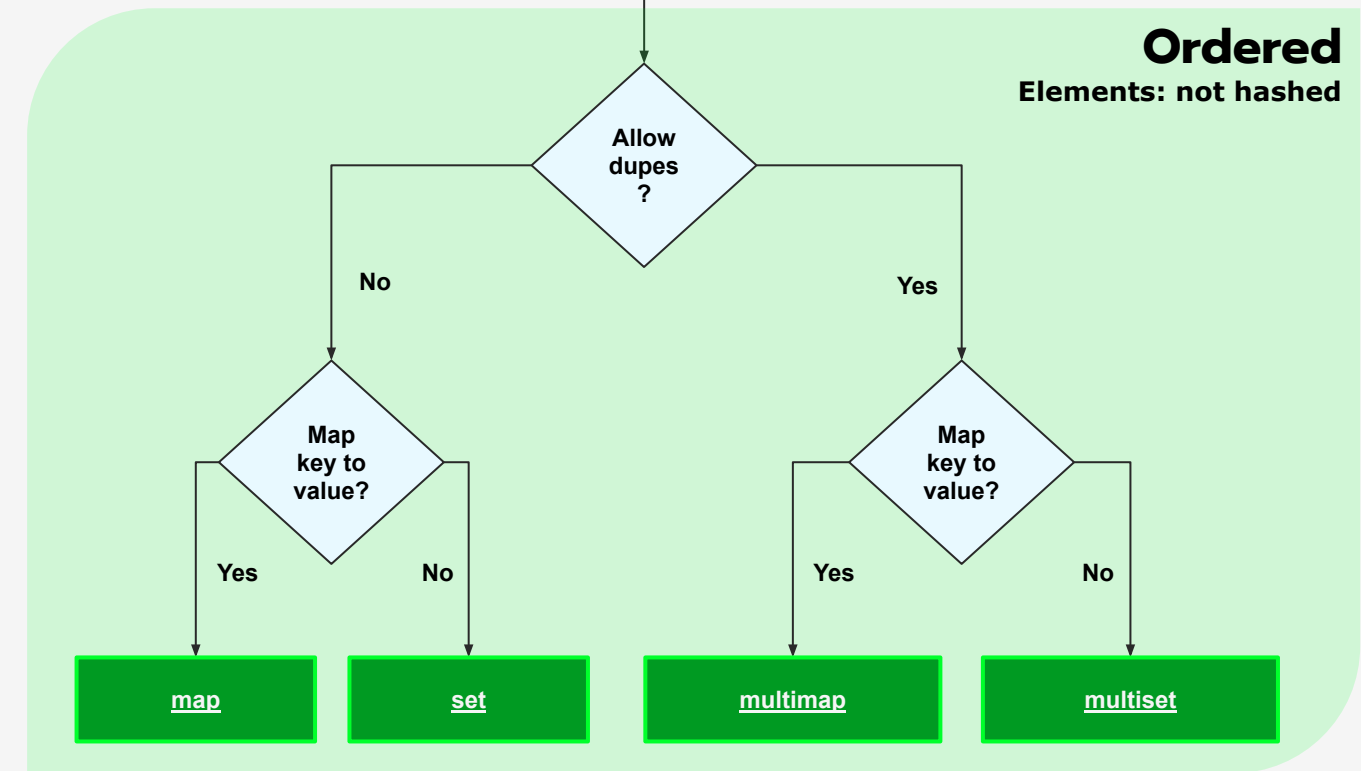 Ordered
Elements: not hashed
Allow
dupes
?
No
Yes
Map
key to
value?
Map
key to
value?
Yes
No
Yes
No
map
set
multimap
multiset